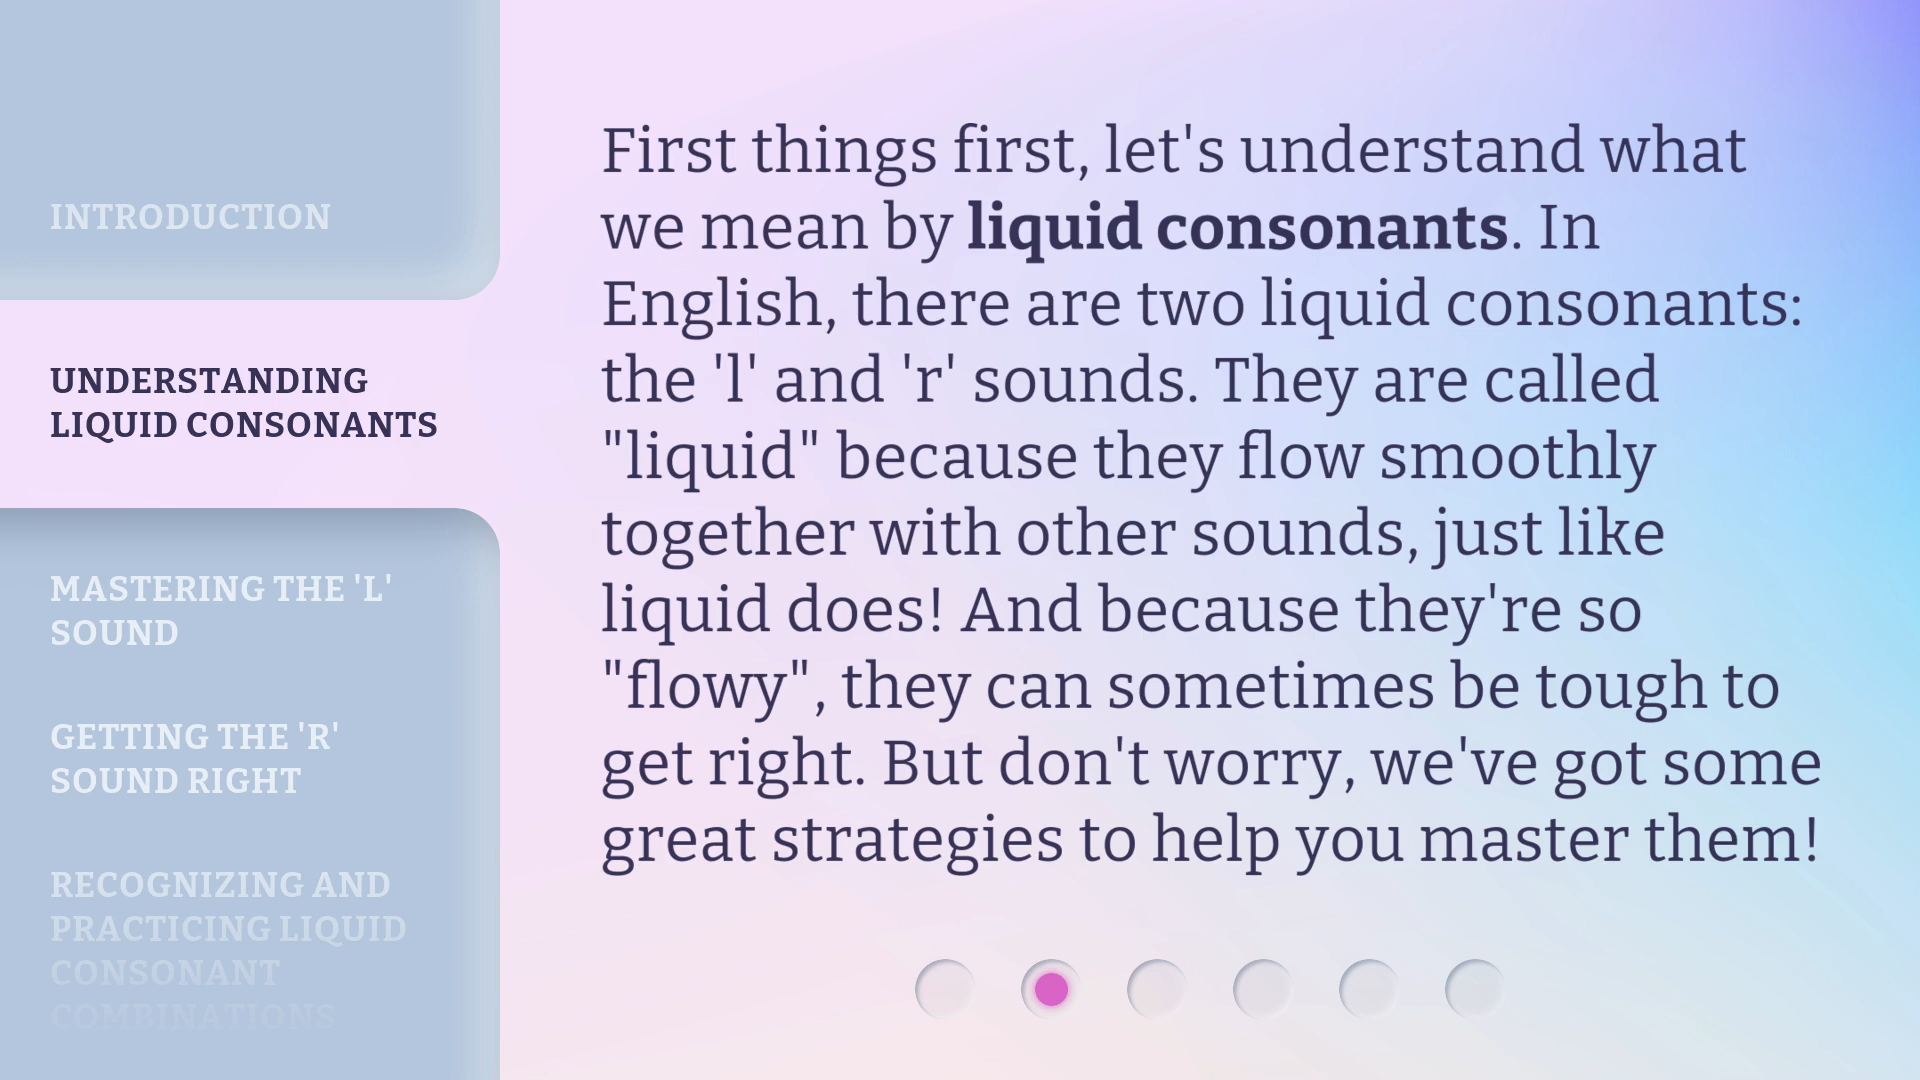 INTRODUCTION
UNDERSTANDING
LIQUID CONSONANTS
MASTERING THE 'L'
SOUND
GETTING THE 'R'
SOUND RIGHT
RECOGNIZING AND
PRACTICING LIQUID
CONSONANT
COMBINATIONS
First things first, let's understand what
we mean by liquid consonants. In
English, there are two liquid consonants:
the 'l' and 'r' sounds. They are called
"liquid" because they flow smoothly
together with other sounds, just like
liquid does! And because they're so
"flowy", they can sometimes be tough to
get right. But don't worry, we've got some
great strategies to help you master them!